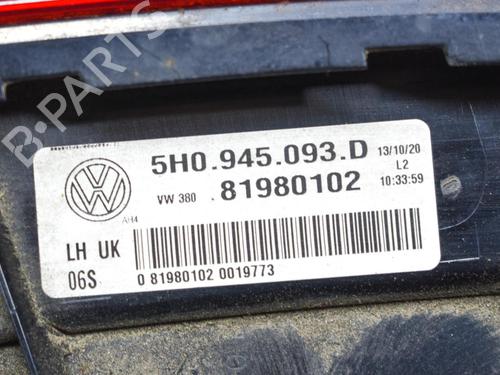 B-PARTS
5H0.945.093.D
13/10/20
L2
VW 380 . 81980102
10:33:59
AH4
LH UK
06S
0 81980102 0019773